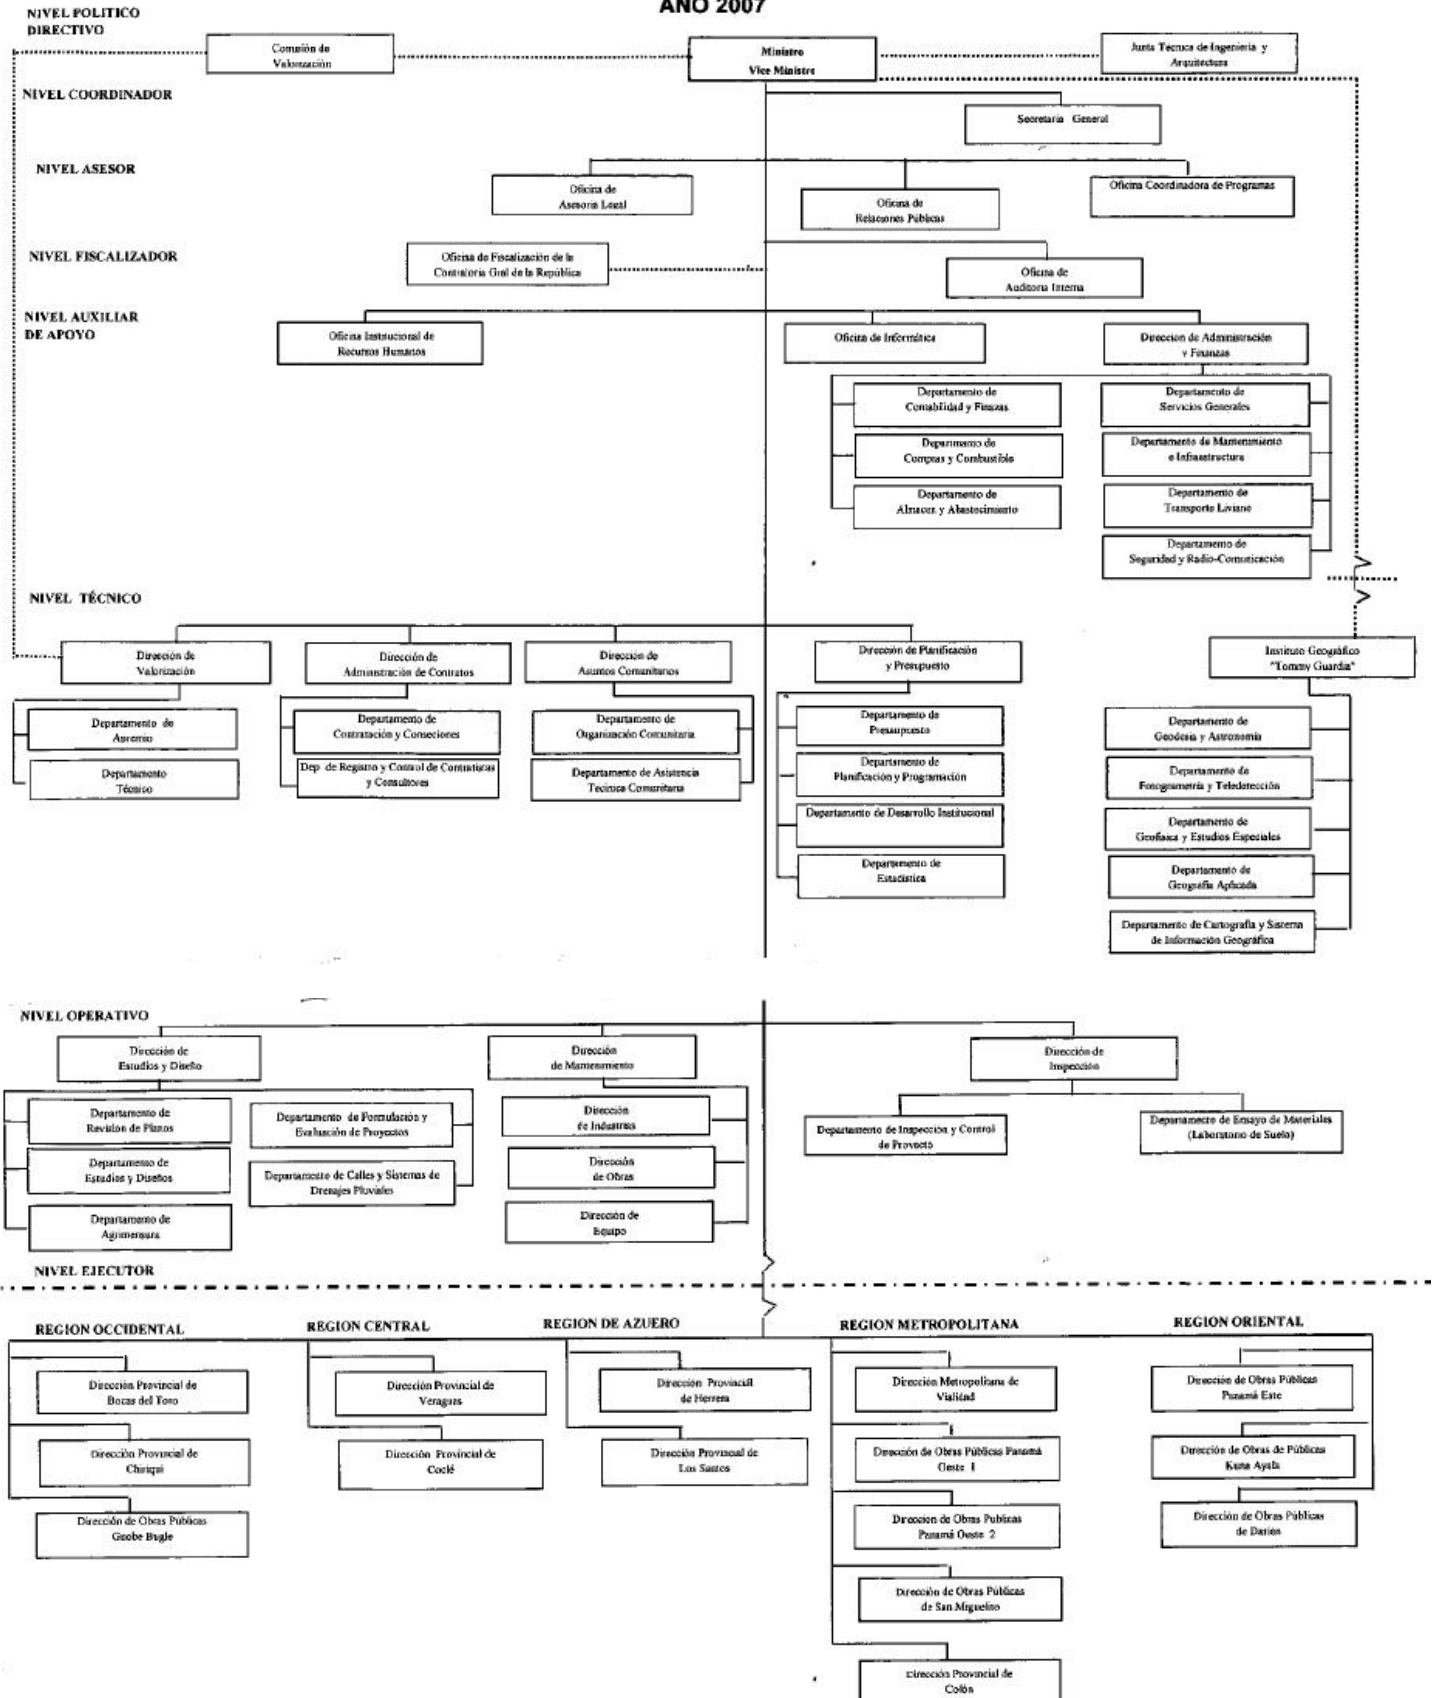 AÑO 2007
NIVEL POLITICO
DIRECTIVO
Comisión de
Valorización
Ministro
Vice Ministro
Junta Técnica de Ingeniería y
Arquitectura
NIVEL COORDINADOR
Secretaria General
NIVEL ASESOR
Oficina de
Asesoria Legal
Oficina de
Relaciones Públicas
Oficina Coordinadora de Programas
NIVEL FISCALIZADOR
Oficina de Fiscalización de la
Contraloria Gral de la República
Oficina de
Auditoria Interna
NIVEL AUXILIAR
DE APOYO
Oficina Instiucional de
Recursos Humanos
Oficina de Informática
Direccion de Administración
y Finanzas
Departamento de
Contabilidad y Finazas
Departamento de
Servicios Generales
Departmanto de
Compras y Combustible
Departamento de Mantenimiento
e Infraestructura
Departamento de
Almacen y Abastecimiento
Departamento de
Transporte Liviano
Departamento de
Seguridad y Radio-Comunicación
NIVEL TÉCNICO
Dirección de
Valorización
Dirección de
Administración de Contratos
Dirección de
Asuntos Comunitarios
Dirección de Planificación
y Presupuesto
Instituto Geográfico
"Tommy Guardia"
Departamento de
Apremio
Departamento de
Contratación y Conseciones
Departamento de
Organización Comunitaria
Departamento de
Presupuesto
Departamento de
Geodesia y Astronomía
Departamento
Técnico
Dep de Registro y Control de Contratistas
y Consultores
Departamento de Asistencia
Tecnica Comunitaria
Departamento de
Planificación y Programación
Departamento de
Fotogrametría y Teledetección
Departamento de Desarrollo Institucional
Departamento de
Geofísica y Estudios Especiales
Departamento de
Estadística
Departamento de
Geografía Aplicada
Departamento de Cartografía y Sistema
de Información Geográfica
NIVEL OPERATIVO
Dirección de
Estudios y Diseño
Dirección
de Mantenimiento
Dirección de
Inspección
Departamento de
Revisión de Planos
Departamento de Formulación y
Evaluación de Proyectos
Dirección
de Industrias
Departamento de Inspección y Control
de Proyecto
Departamento de Ensayo de Materiales
(Laboratorio de Suelo)
Departamento de
Estudios y Diseños
Departamento de Calles y Sistemas de
Drenajes Pluviales
Dirección
de Obras
Departamento de
Agrimensura
Dirección de
Equipo
NIVEL EJECUTOR
REGION OCCIDENTAL
REGION CENTRAL
REGION DE AZUERO
REGION METROPOLITANA
REGION ORIENTAL
Dirección Provincial de
Bocas del Toro
Dirección Provincial de
Veraguas
Dirección Provincial
de Herrera
Dirección Metropolitana de
Vialidad
Dirección de Obras Públicas
Panamá Este
Dirección Provincial de
Chiriquí
Dirección Provincial de
Coclé
Dirección Provincial de
Los Santos
Dirección de Obras Públicas Panamá
Oeste 1
Dirección de Obras de Públicas
Kuna Ayala
Dirección de Obras Públicas
Gnobe Bugle
Direccion de Obras Publicas
Panamá Oeste 2
Dirección de Obras Públicas
de Darien
Dirección de Obras Públicas
de San Miguelito
Dirección Provincial de
Colón